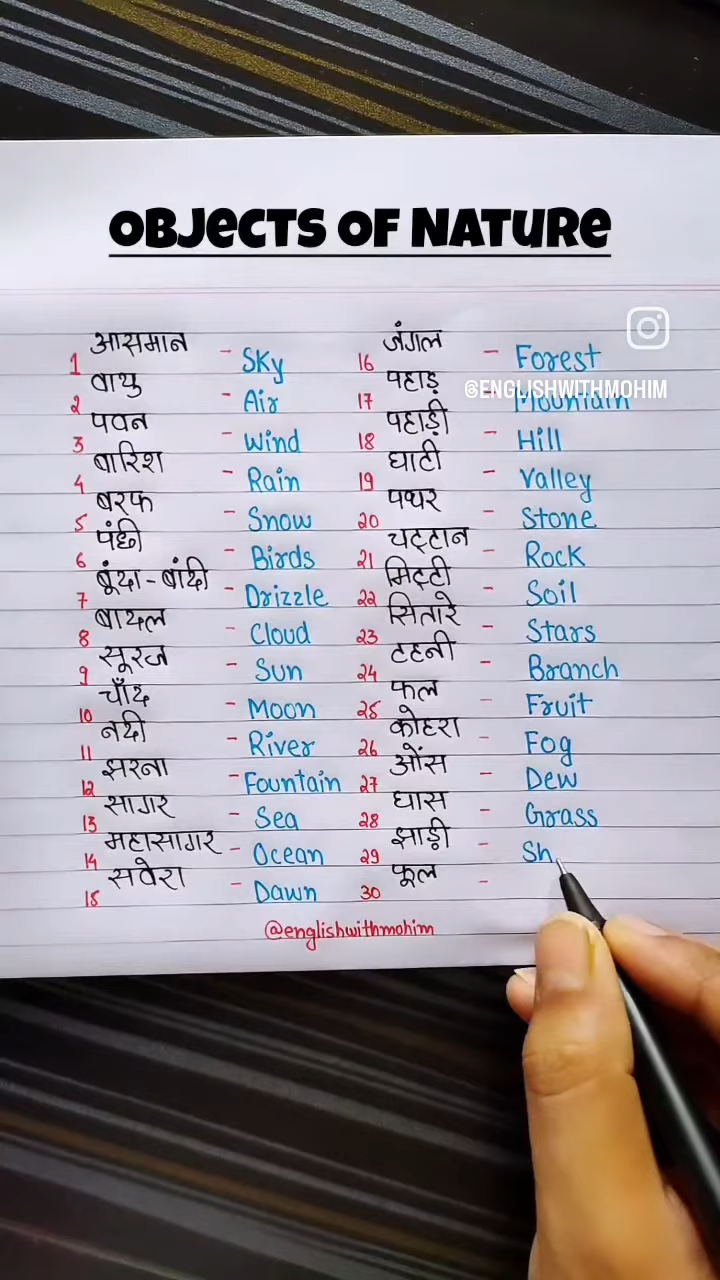 OBJECTS OF NATURE
1 आसमान - Sky
2 वायु - Air
3 पवन - Wind
4 बारिश - Rain
5 बरफ - Snow
6 पंछी - Birds
7 बूंदा-बांदी - Drizzle
8 बादल - Cloud
9 सूरज - Sun
10 चाँद - Moon
11 नदी - River
12 झरना - Fountain
13 सागर - Sea
14 महासागर - Ocean
15 सवेरा - Dawn
16 जंगल - Forest
@ENGLISHWITHMOHIM
17 पहाड़ - Mountain
18 पहाड़ी - Hill
19 घाटी - Valley
20 पथर - Stone
21 चट्टान - Rock
22 मिट्टी - Soil
23 सितारे - Stars
24 टहनी - Branch
25 फल - Fruit
26 कोहरा - Fog
27 ओंस - Dew
28 घास - Grass
29 झाड़ी - Sh
30 फूल -
@englishwithmohim